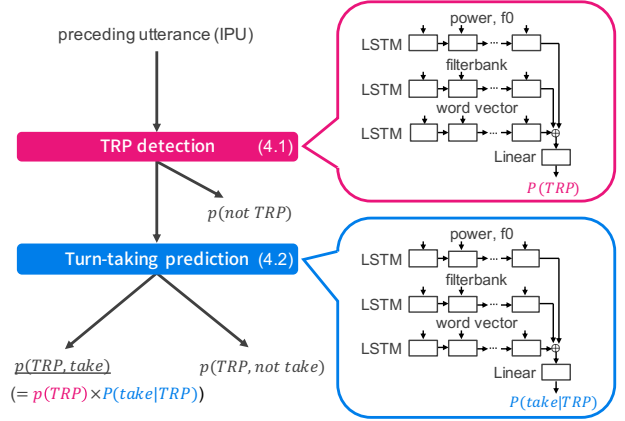 preceding utterance (IPU)
TRP detection (4.1)
p(not TRP)
Turn-taking prediction (4.2)
p(TRP, take)
(= p(TRP)×P(take|TRP))
p(TRP, not take)
power, f0
LSTM
...
filterbank
LSTM
...
word vector
LSTM
...
⊕
Linear
P(TRP)
power, f0
LSTM
...
filterbank
LSTM
...
word vector
LSTM
...
⊕
Linear
P(take|TRP)